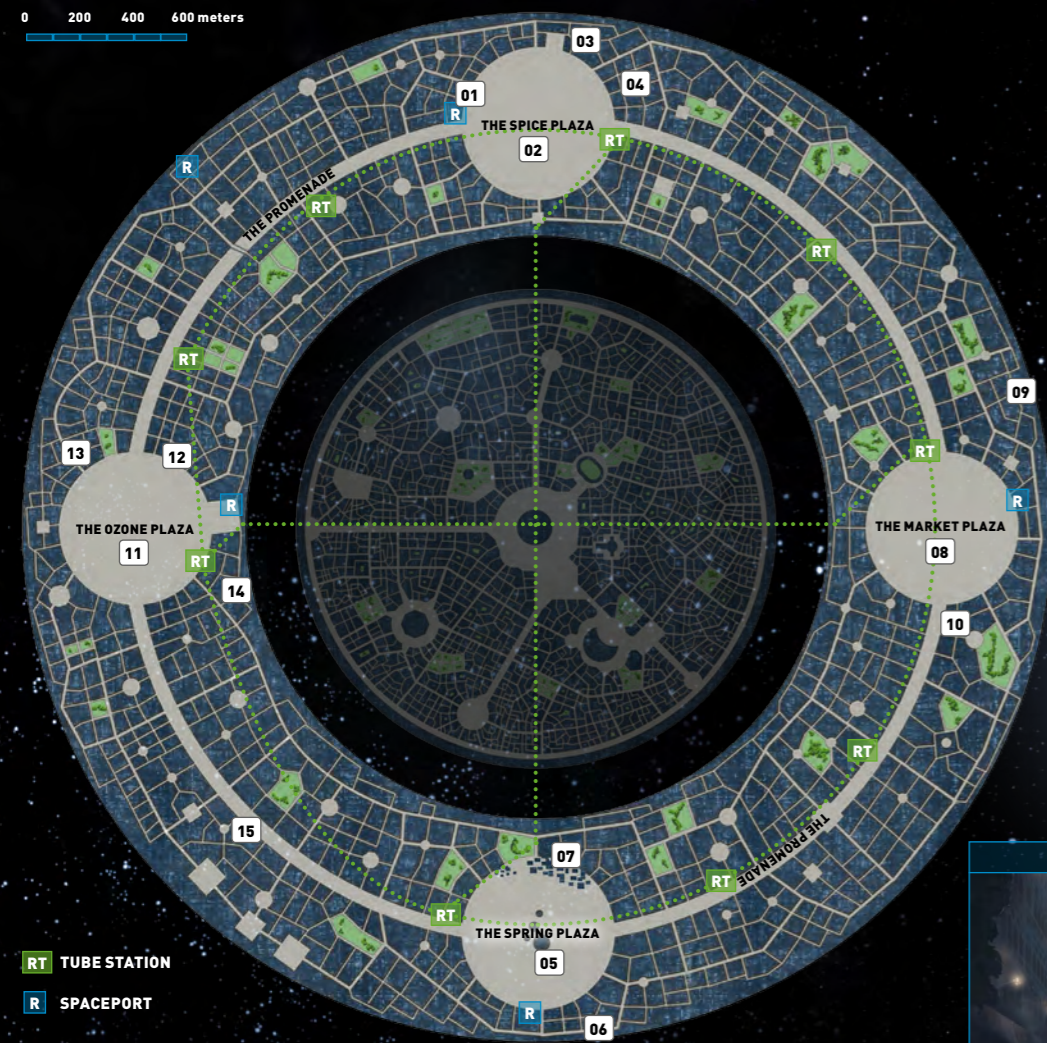 0 200 400 600 meters
03
04
01
R
THE SPICE PLAZA
02
RT
R
THE PROMENADE
RT
RT
RT
09
13
12
RT
R
R
THE OZONE PLAZA
11
THE MARKET PLAZA
08
RT
14
10
RT
15
THE PROMENADE
07
RT
RT
THE SPRING PLAZA
05
R
06
RT TUBE STATION
R SPACEPORT